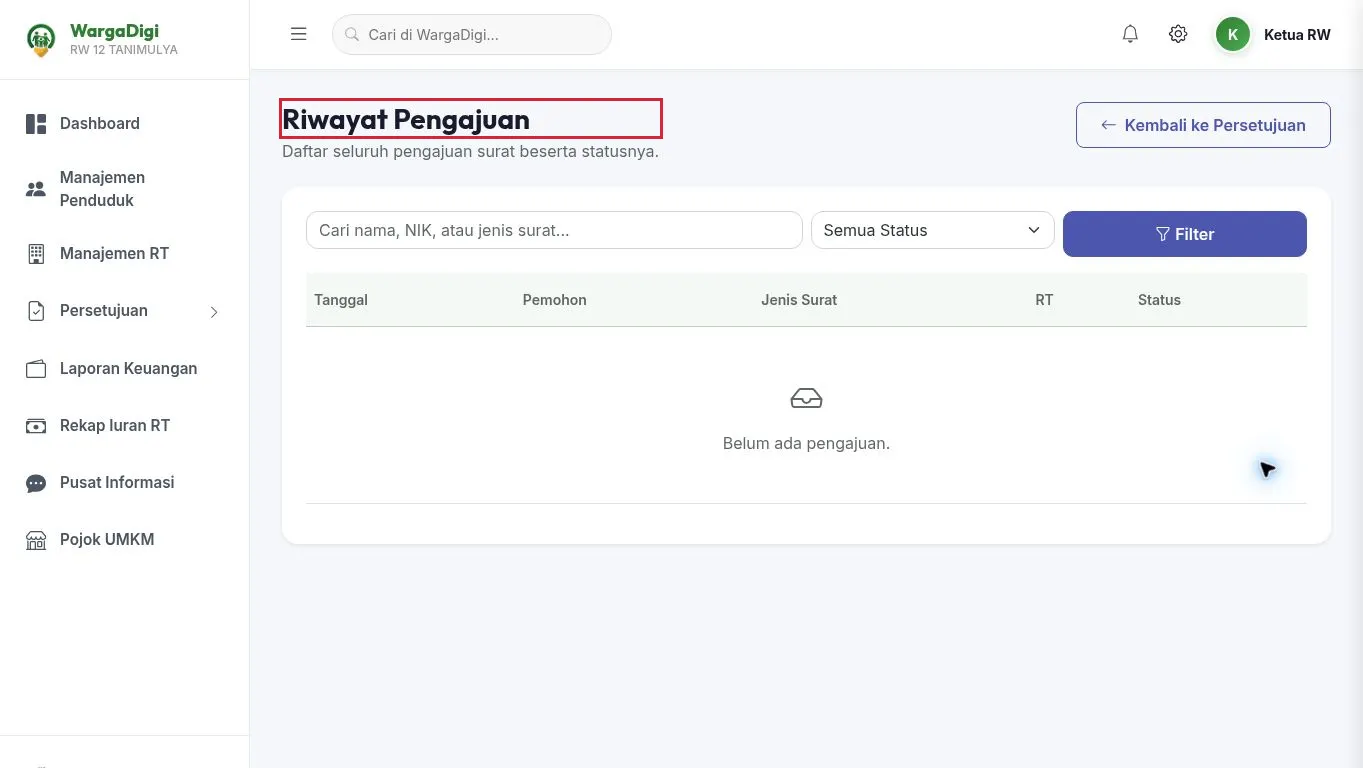 WargaDigi
RW 12 TANIMULYA
Cari di WargaDigi...
K
Ketua RW
Dashboard
Manajemen
Penduduk
Manajemen RT
Persetujuan
Laporan Keuangan
Rekap Iuran RT
Pusat Informasi
Pojok UMKM
Riwayat Pengajuan
Daftar seluruh pengajuan surat beserta statusnya.
Kembali ke Persetujuan
Cari nama, NIK, atau jenis surat...
Semua Status
Filter
Tanggal Pemohon Jenis Surat RT Status
Belum ada pengajuan.